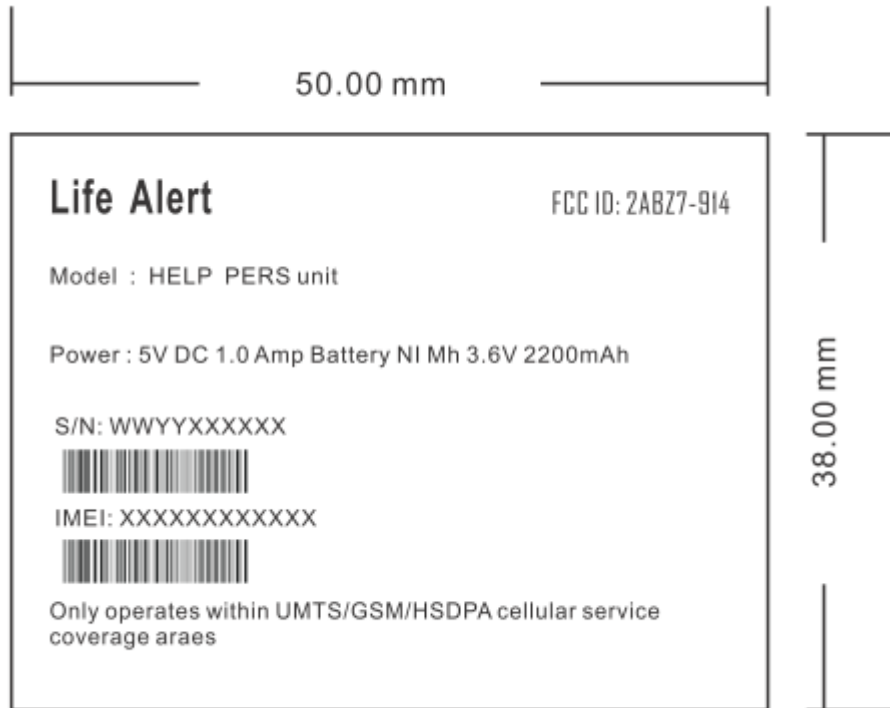 50.00 mm
Life Alert
FCC ID: 2ABZ7-914
Model : HELP PERS unit
Power : 5V DC 1.0 Amp Battery NI Mh 3.6V 2200mAh
38.00 mm
S/N: WWYYXXXXXX
IMEI: XXXXXXXXXXXX
Only operates within UMTS/GSM/HSDPA cellular service
coverage araes